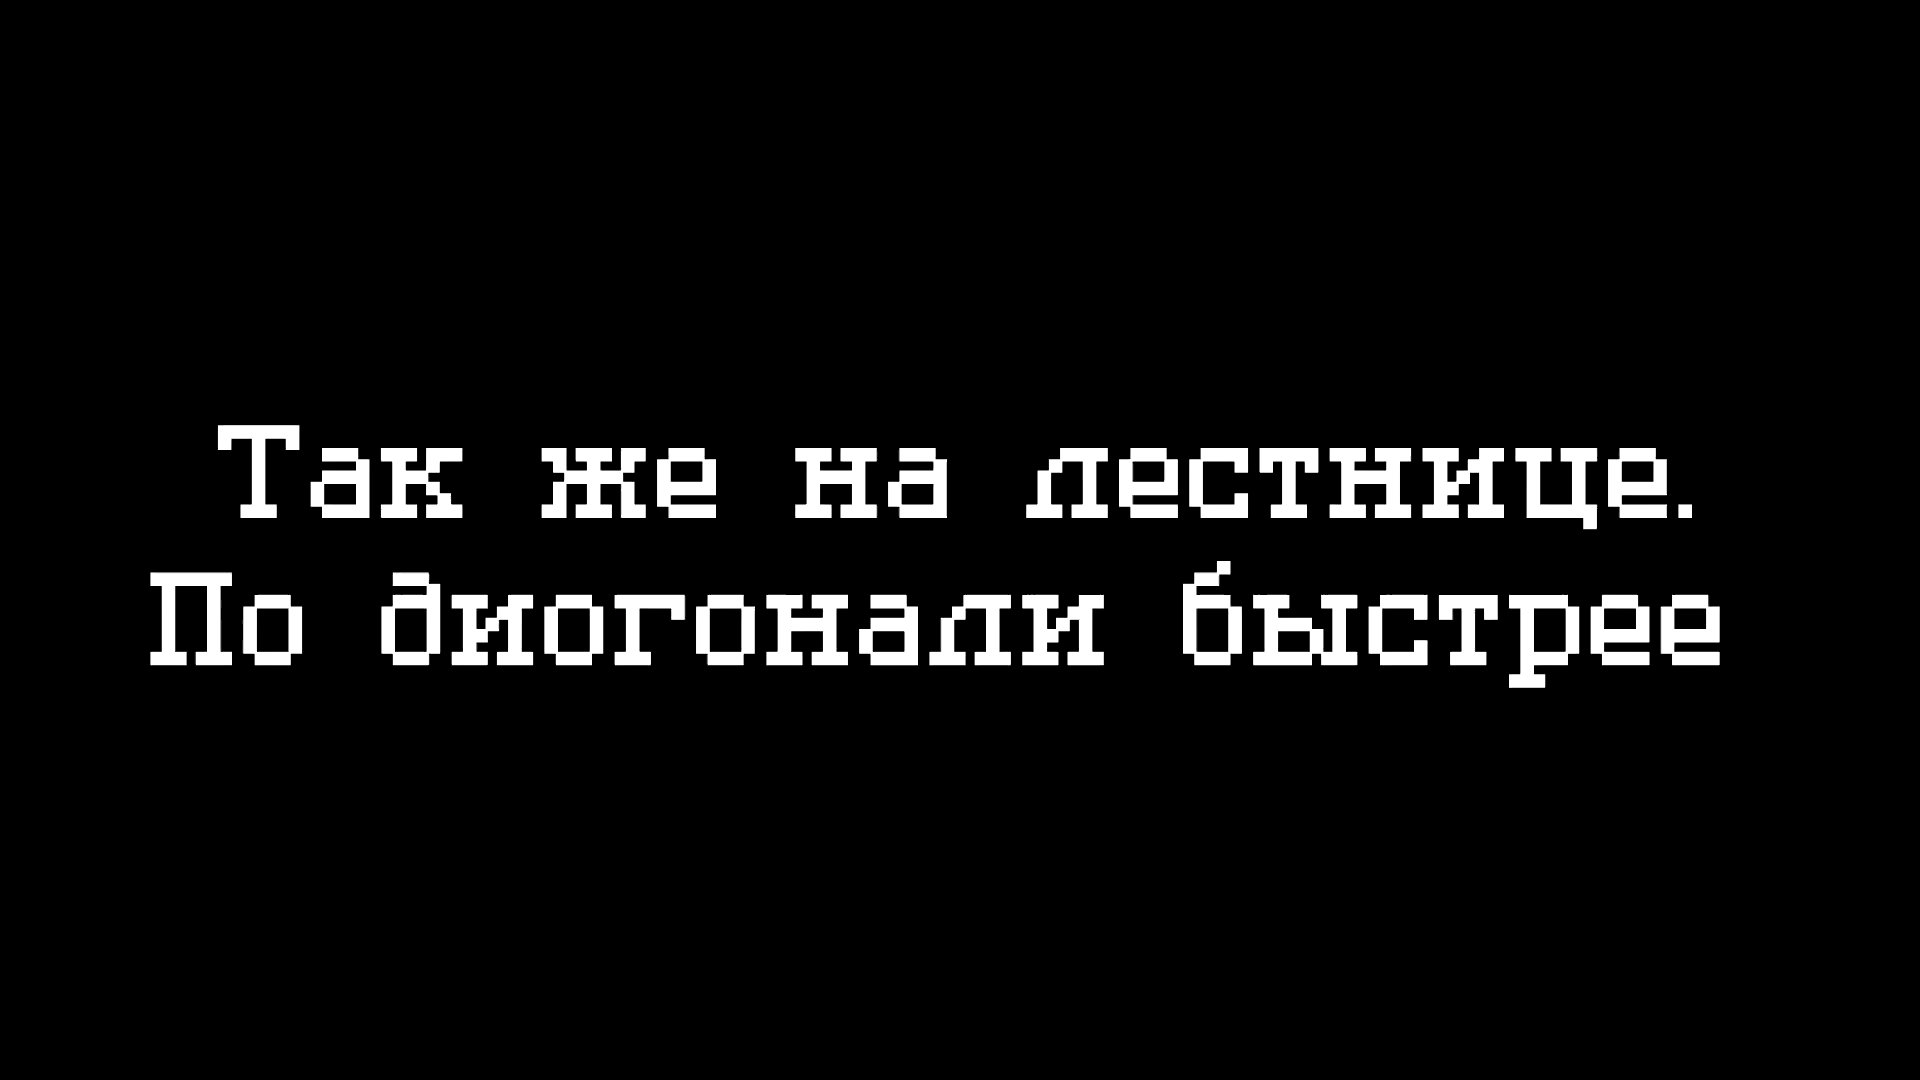 Так же на лестнице.
По диогонали быстрее